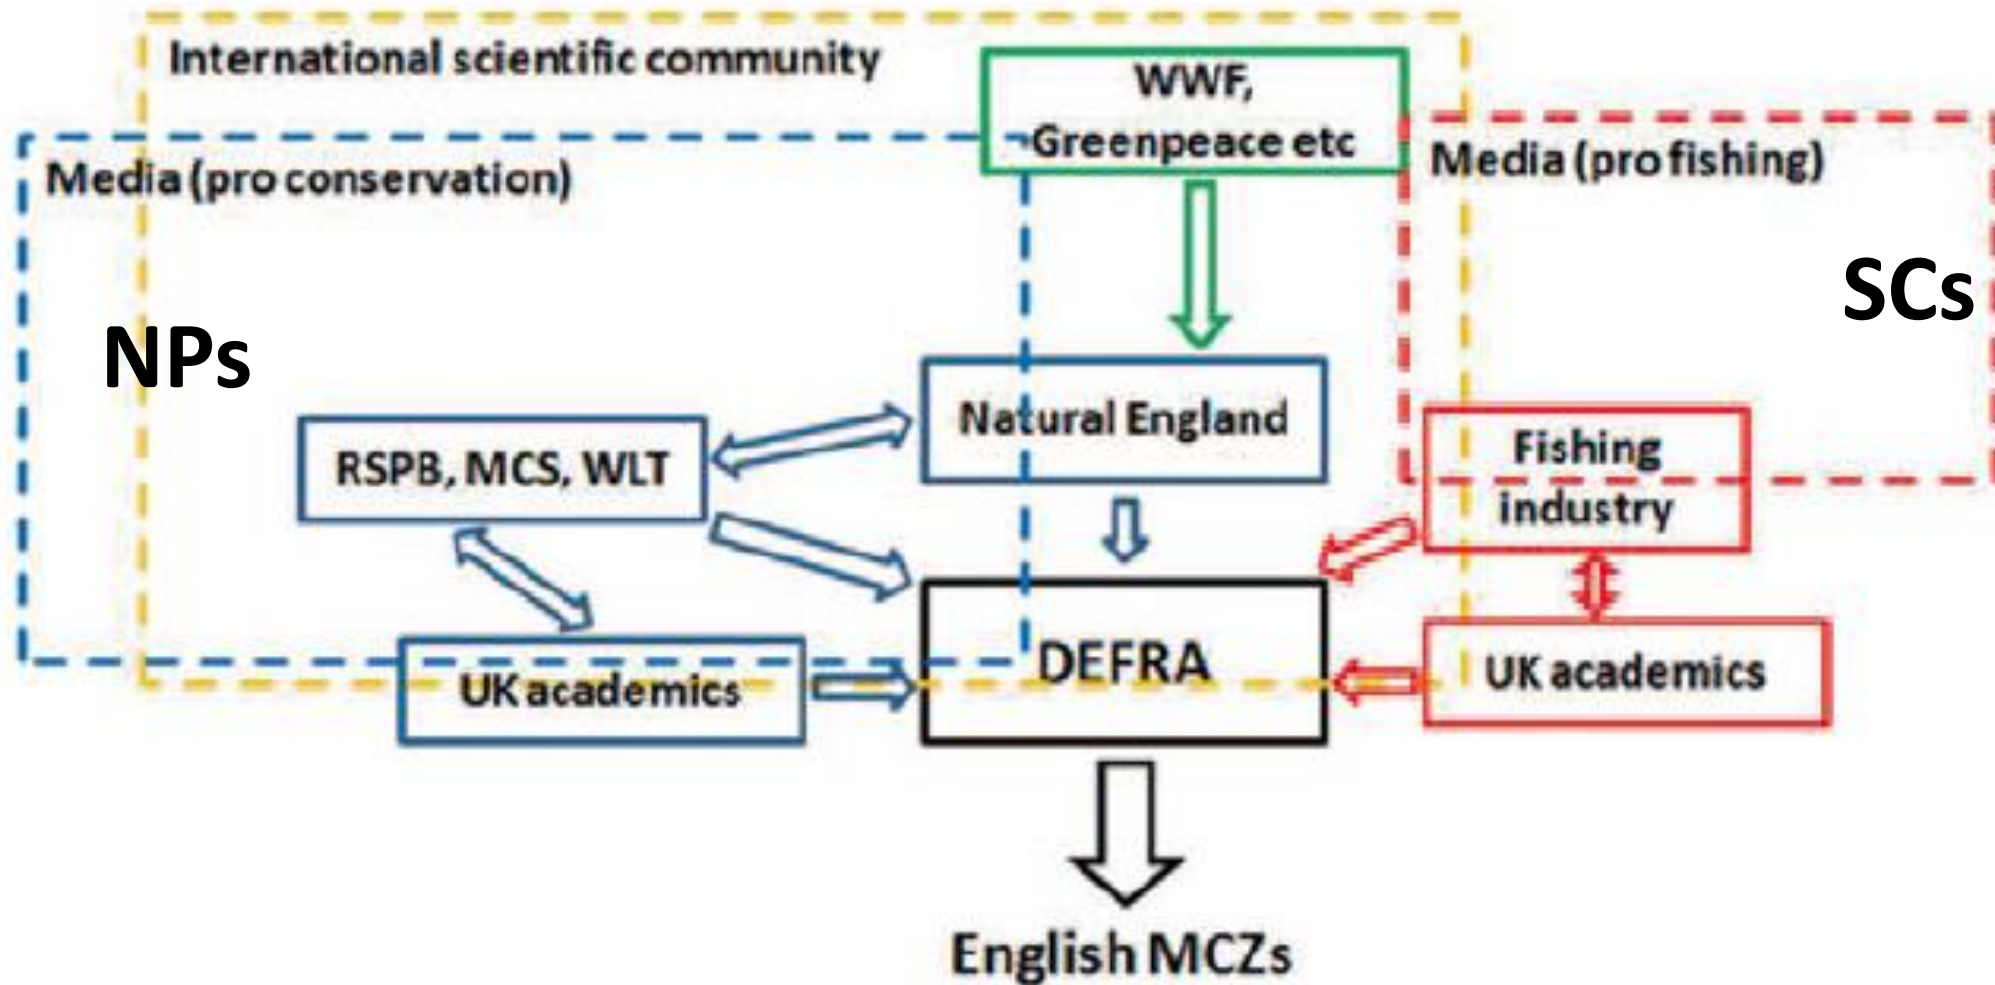 International scientific community
WWF,
Greenpeace etc
Media (pro conservation)
Media (pro fishing)
NPs
SCs
Natural England
RSPB, MCS, WLT
Fishing
industry
UK academics
DEFRA
UK academics
English MCZs